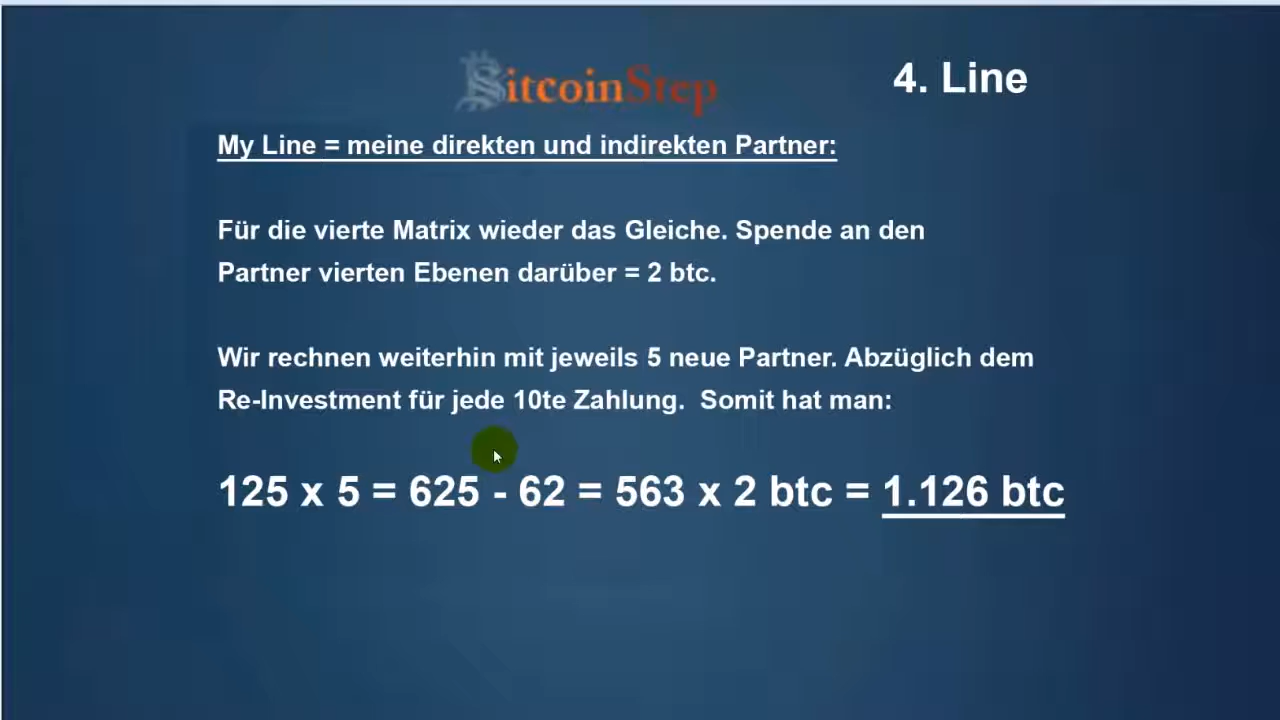 BitcoinStep
4. Line
My Line = meine direkten und indirekten Partner:
Für die vierte Matrix wieder das Gleiche. Spende an den
Partner vierten Ebenen darüber = 2 btc.
Wir rechnen weiterhin mit jeweils 5 neue Partner. Abzüglich dem
Re-Investment für jede 10te Zahlung.  Somit hat man:
125 x 5 = 625 - 62 = 563 x 2 btc = 1.126 btc